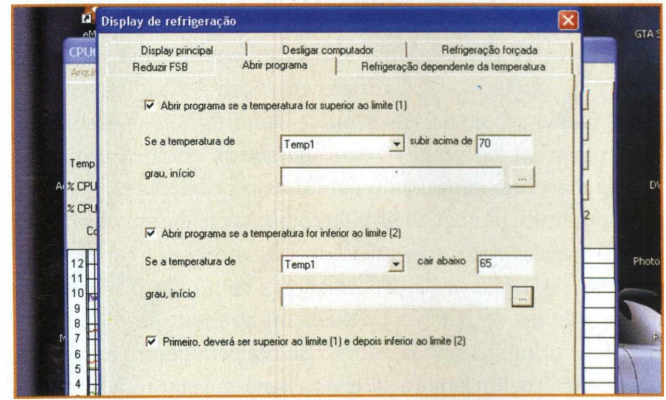 Display de refrigeração
GTA S
CPU
Arqui
Display principal
Desligar computador
Refrigeração forçada
Reduzir FSB
Abrir programa
Refrigeração dependente da temperatura
Abrir programa se a temperatura for superior ao limite (1)
Se a temperatura de
Temp1
subir acima de
70
grau, início
...
Temp
% CPU
% CPU
Co
2
DV
Photo
Abrir programa se a temperatura for inferior ao limite (2)
Se a temperatura de
Temp1
cair abaixo
65
grau, início
...
Primeiro, deverá ser superior ao limite (1) e depois inferior ao limite (2)
12
11
10
9
8
7
6
5
4